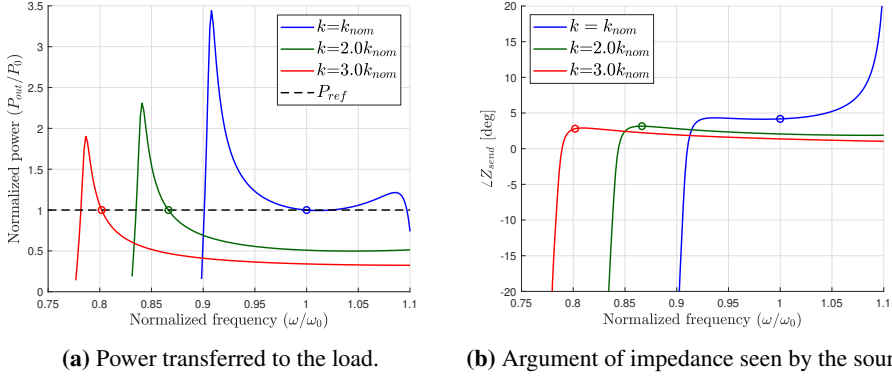 3.5
3
2.5
2
1.5
1
0.5
0
0.75
0.8
0.85
0.9
0.95
1
1.05
1.1
Normalized power (P_out/P_0)
Normalized frequency (ω/ω_0)
k=k_nom
k=2.0k_nom
k=3.0k_nom
P_ref
(a) Power transferred to the load.
20
15
10
5
0
-5
-10
-15
-20
0.75
0.8
0.85
0.9
0.95
1
1.05
1.1
∠Z_send [deg]
Normalized frequency (ω/ω_0)
k = k_nom
k=2.0k_nom
k=3.0k_nom
(b) Argument of impedance seen by the sour